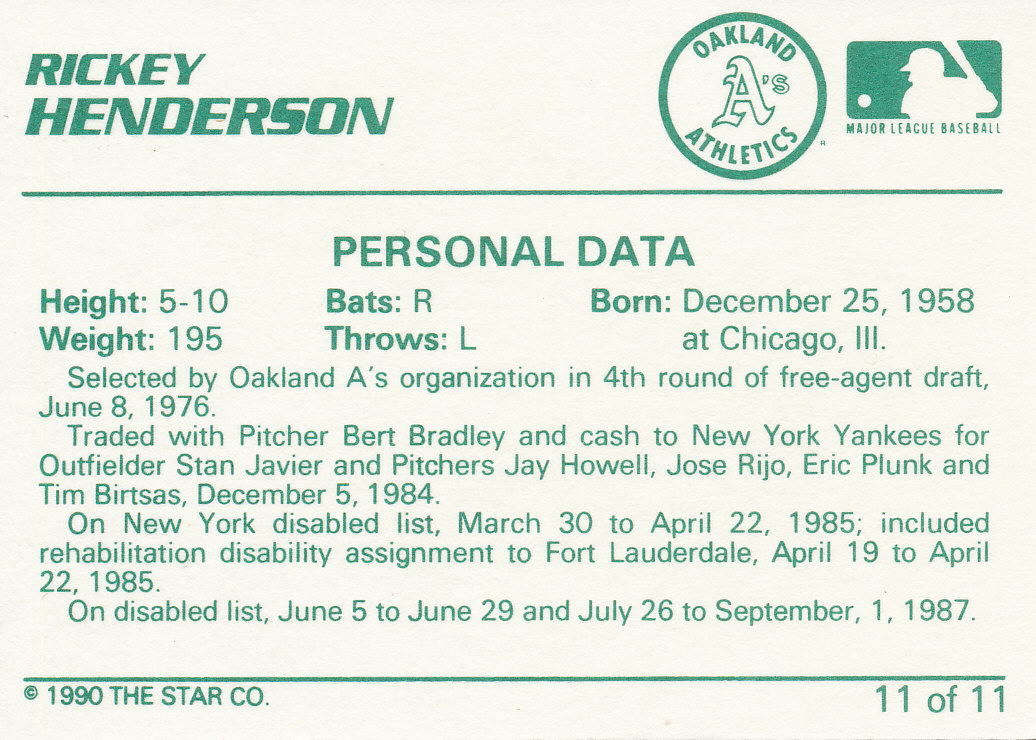 RICKEY
HENDERSON
OAKLAND A's ATHLETICS
MAJOR LEAGUE BASEBALL
PERSONAL DATA
Height: 5-10 Bats: R Born: December 25, 1958
Weight: 195 Throws: L at Chicago, Ill.
Selected by Oakland A's organization in 4th round of free-agent draft,
June 8, 1976.
Traded with Pitcher Bert Bradley and cash to New York Yankees for
Outfielder Stan Javier and Pitchers Jay Howell, Jose Rijo, Eric Plunk and
Tim Birtsas, December 5, 1984.
On New York disabled list, March 30 to April 22, 1985; included
rehabilitation disability assignment to Fort Lauderdale, April 19 to April
22, 1985.
On disabled list, June 5 to June 29 and July 26 to September, 1, 1987.
© 1990 THE STAR CO.
11 of 11